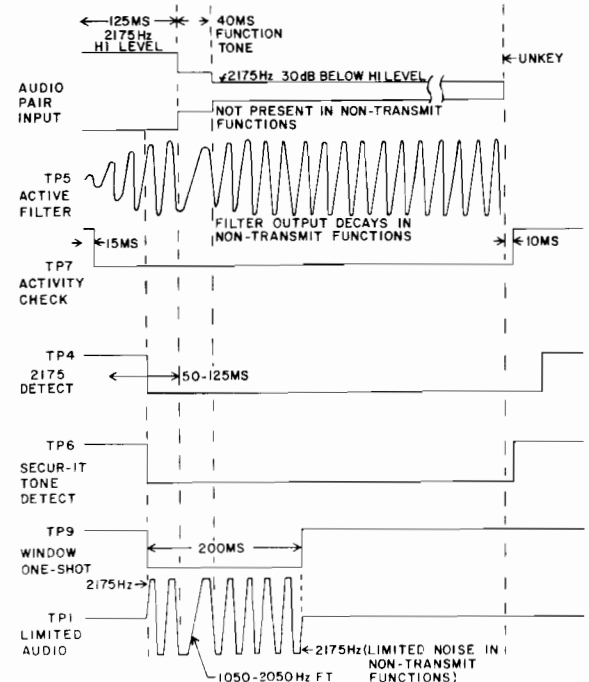 125MS
2175Hz
HI LEVEL
40MS
FUNCTION
TONE
UNKEY
AUDIO
PAIR
INPUT
2175Hz 30dB BELOW HI LEVEL
NOT PRESENT IN NON-TRANSMIT
FUNCTIONS
TP5
ACTIVE
FILTER
FILTER OUTPUT DECAYS IN
NON-TRANSMIT FUNCTIONS
15MS
10MS
TP7
ACTIVITY
CHECK
TP4
2175
DETECT
50-125MS
TP6
SECUR-IT
TONE
DETECT
TP9
WINDOW
ONE-SHOT
200MS
2175Hz
TP1
LIMITED
AUDIO
2175Hz(LIMITED NOISE IN
NON-TRANSMIT
FUNCTIONS)
1050-2050 Hz FT